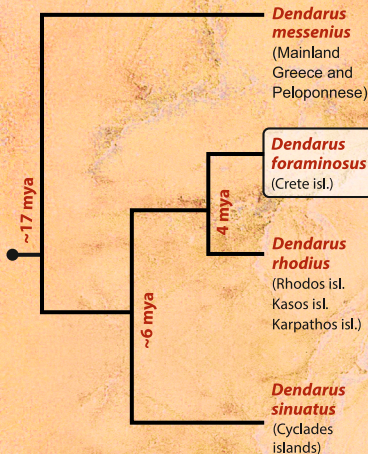 Dendarus
messenius
(Mainland
Greece and
Peloponnese)
~17 mya
Dendarus
foraminosus
(Crete isl.)
4 mya
Dendarus
rhodius
(Rhodos isl.
Kasos isl.
Karpathos isl.)
~6 mya
Dendarus
sinuatus
(Cyclades
islands)